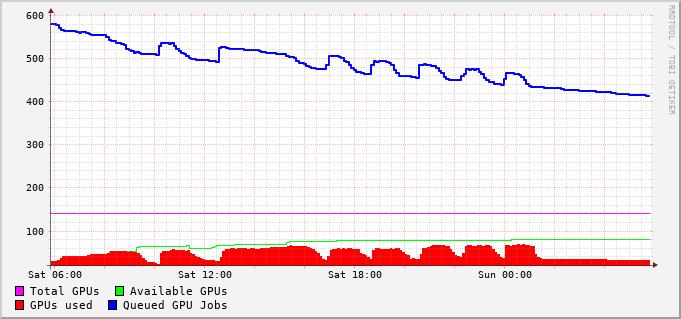 600
500
400
300
200
100
Sat 06:00 Sat 12:00 Sat 18:00 Sun 00:00
Total GPUs Available GPUs
GPUs used Queued GPU Jobs
RRDTOOL / TOBI OETIKER